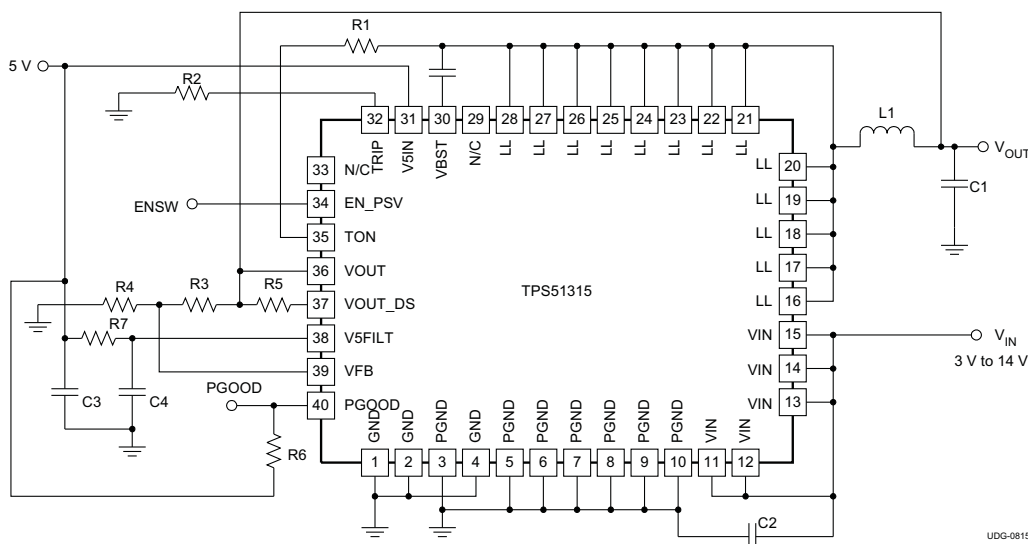 R1
5 V
R2
32 31 30 29 28 27 26 25 24 23 22 21
TRIP V5IN VBST N/C LL LL LL LL LL LL LL LL
L1
V_OUT
C1
33 N/C
ENSW 34 EN_PSV
35 TON
36 VOUT
R4 R3 R5 37 VOUT_DS
R7 38 V5FILT
39 VFB
PGOOD 40 PGOOD
C3 C4
R6
TPS51315
LL 20
LL 19
LL 18
LL 17
LL 16
VIN 15
VIN 14
VIN 13
V_IN
3 V to 14 V
GND GND PGND GND PGND PGND PGND PGND PGND PGND VIN VIN
1 2 3 4 5 6 7 8 9 10 11 12
C2